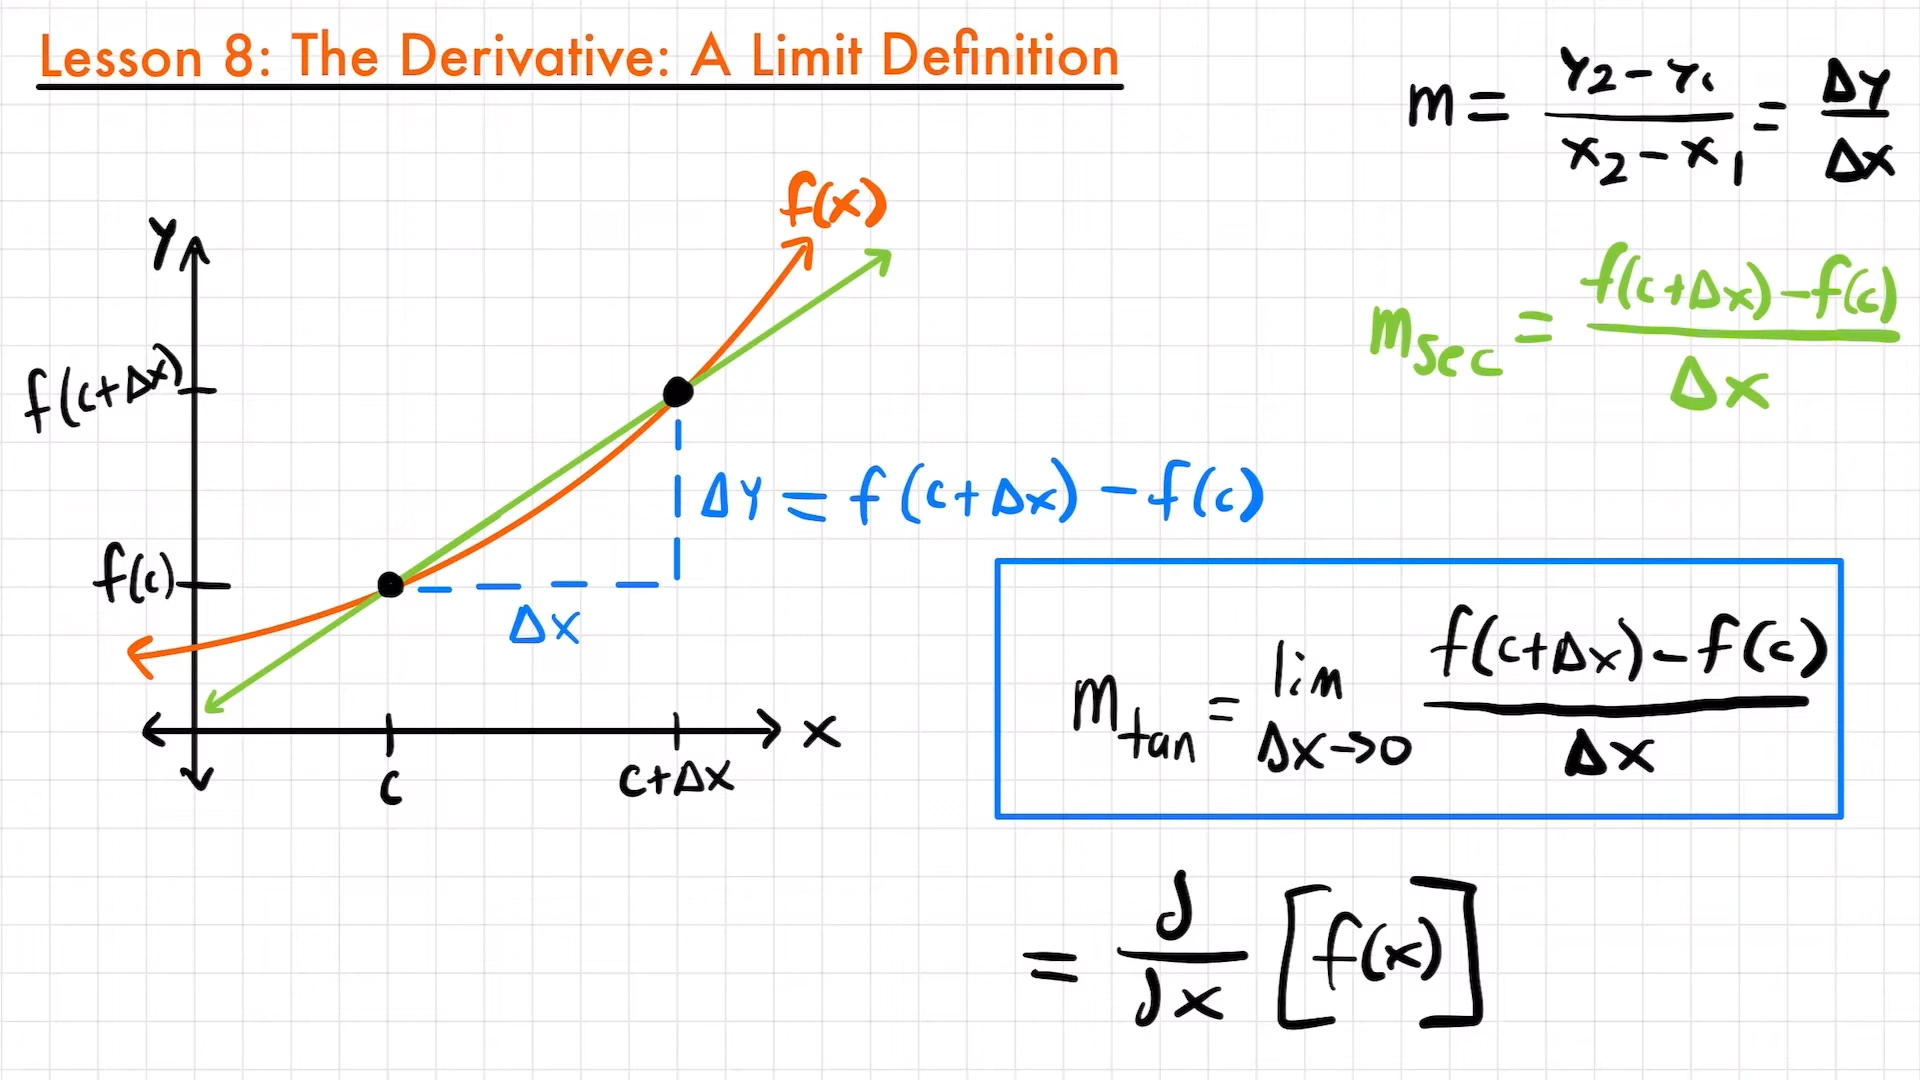 Lesson 8: The Derivative: A Limit Definition
m = y₂ - y₁ / x₂ - x₁ = Δy / Δx
f(x)
y
m_sec = f(c+Δx) - f(c) / Δx
f(c+Δx)
Δy = f(c+Δx) - f(c)
f(c)
Δx
m_tan = lim Δx→0 f(c+Δx) - f(c) / Δx
x
c
c+Δx
= d/dx [f(x)]